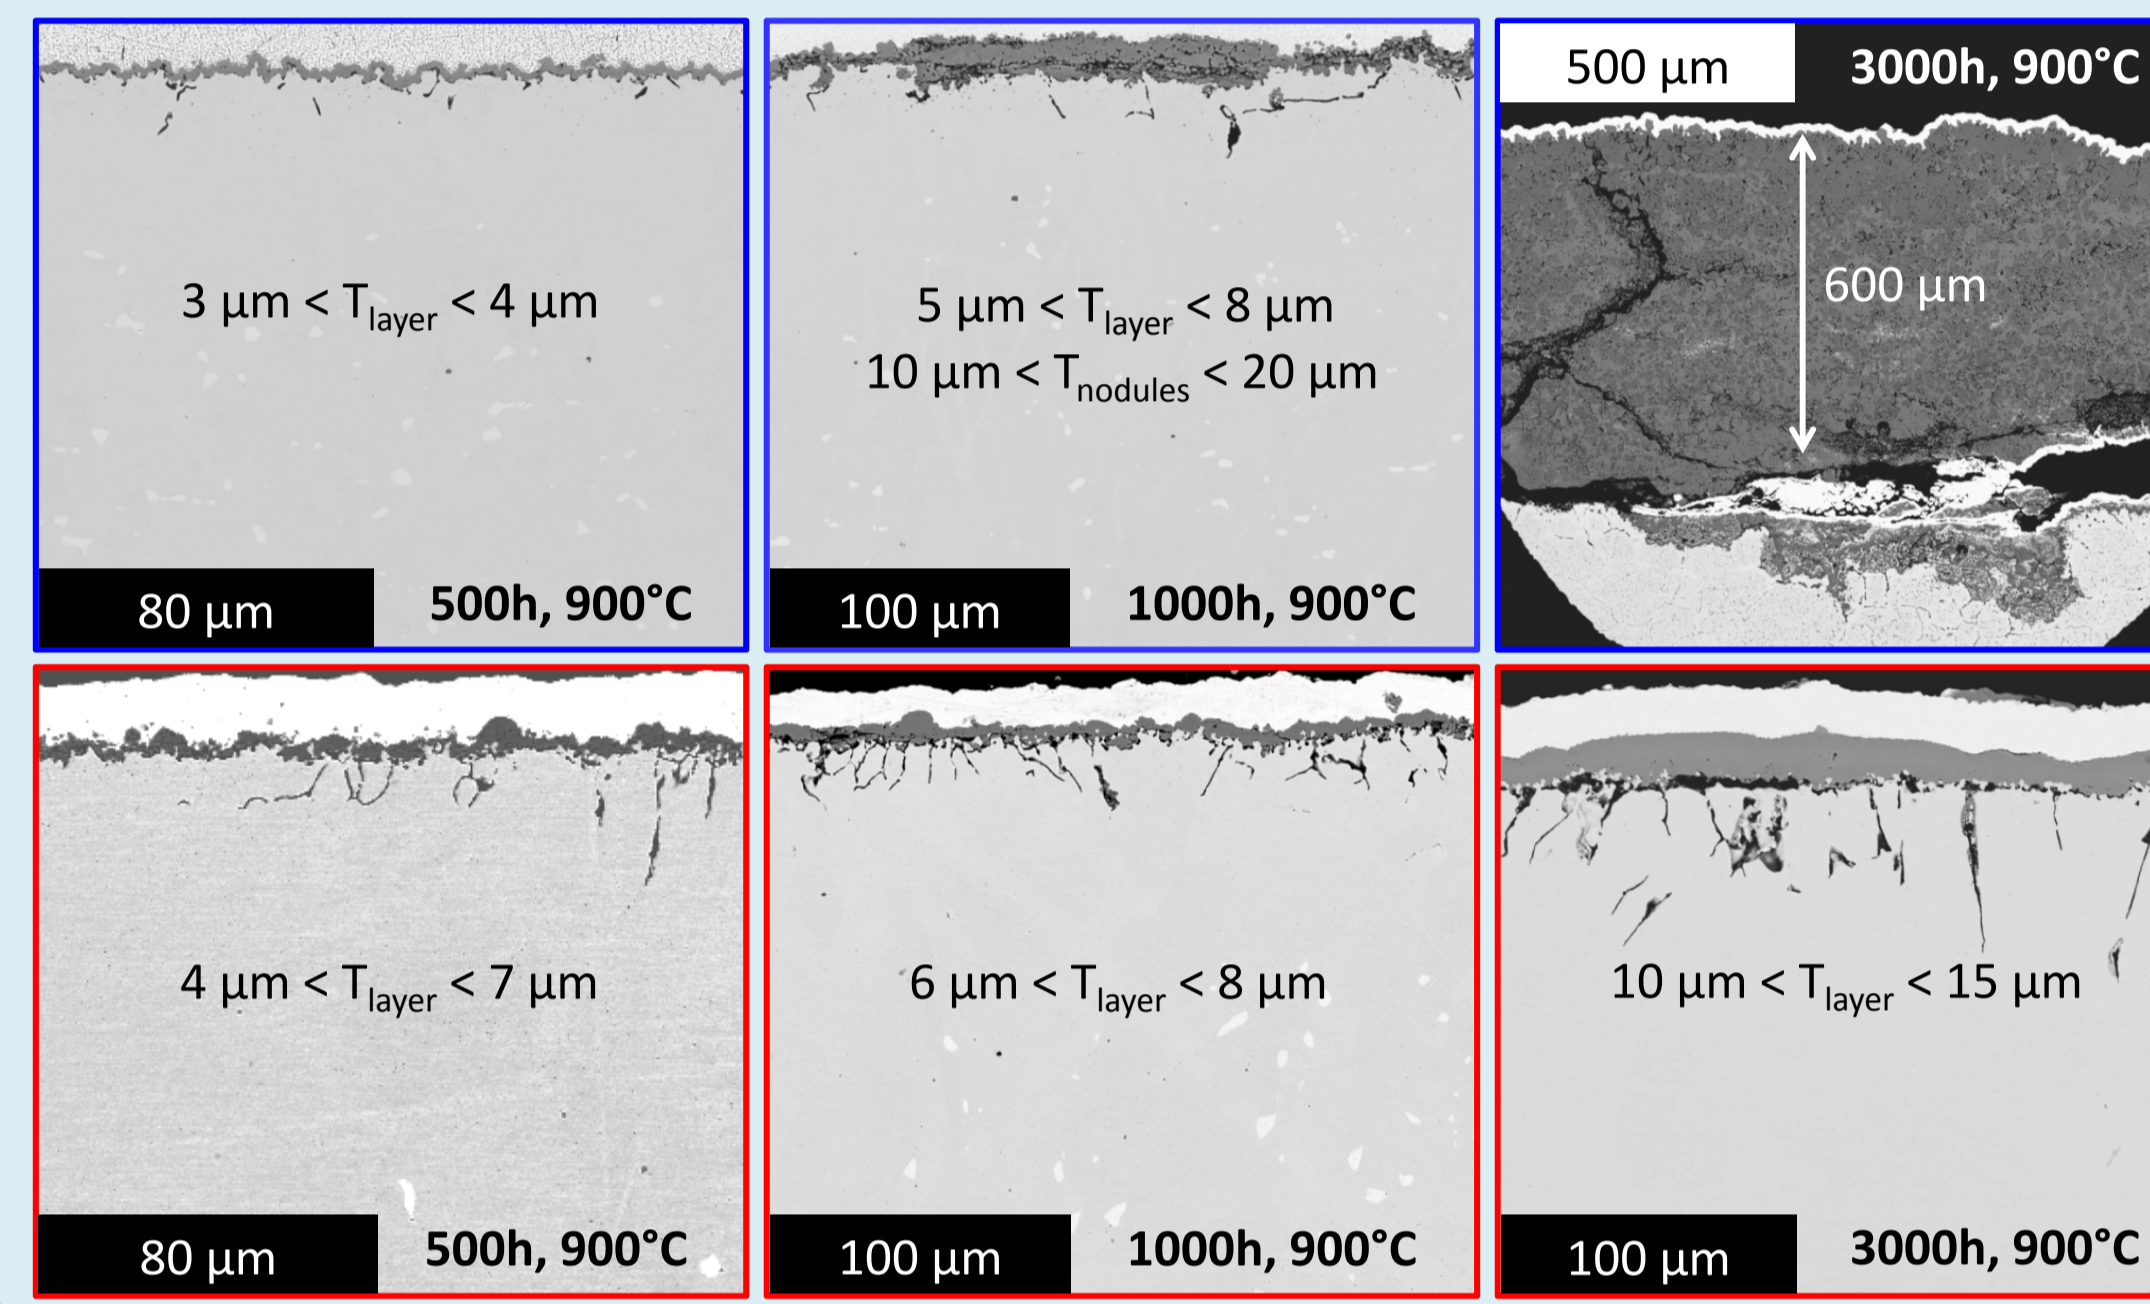 3 µm < Tlayer < 4 µm
80 µm
500h, 900°C
5 µm < Tlayer < 8 µm
10 µm < Tnodules < 20 µm
100 µm
1000h, 900°C
500 µm
3000h, 900°C
600 µm
4 µm < Tlayer < 7 µm
80 µm
500h, 900°C
6 µm < Tlayer < 8 µm
100 µm
1000h, 900°C
10 µm < Tlayer < 15 µm
100 µm
3000h, 900°C